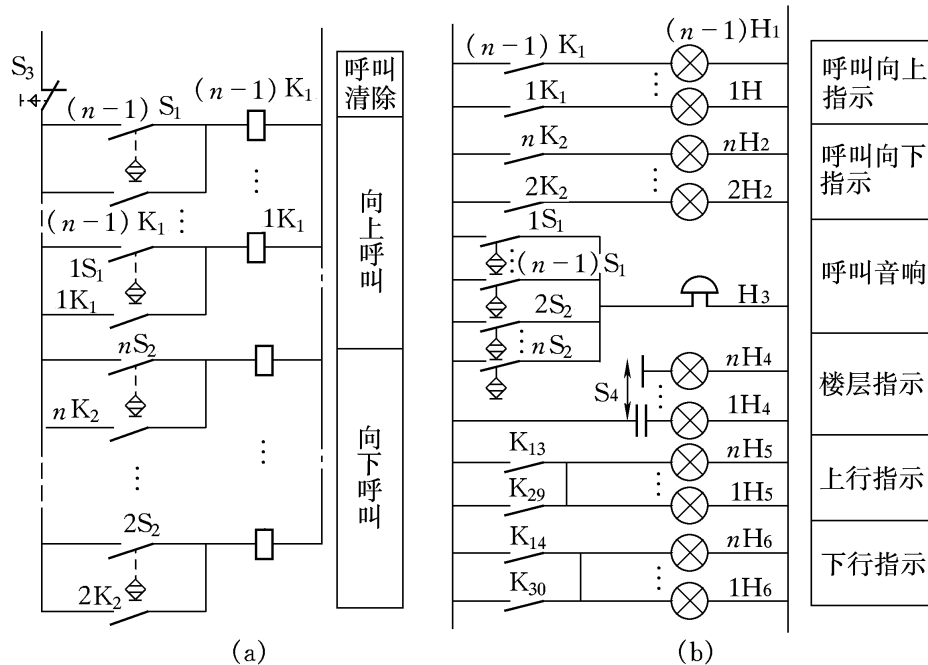 S₃
(n-1) S₁
(n-1) K₁
(n-1) K₁
1K₁
1S₁
1K₁
nS₂
nK₂
2S₂
2K₂
呼叫
清除
向上呼叫
向下呼叫
(a)
(n-1) K₁
(n-1)H₁
1K₁
1H
nK₂
nH₂
2K₂
2H₂
1S₁
(n-1)S₁
2S₂
nS₂
H₃
S₄
nH₄
1H₄
K₁₃
nH₅
K₂₉
1H₅
K₁₄
nH₆
K₃₀
1H₆
呼叫向上
指示
呼叫向下
指示
呼叫音响
楼层指示
上行指示
下行指示
(b)